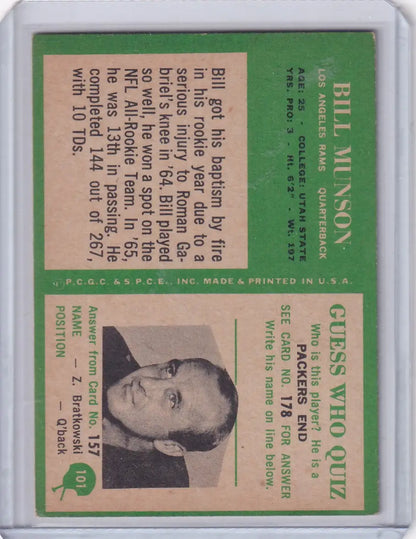 BILL MUNSON
LOS ANGELES RAMS QUARTERBACK
AGE: 25 · COLLEGE: UTAH STATE
YRS. PRO: 3 · Ht. 6'2" · Wt. 197
Bill got his baptism by fire
in his rookie year due to a
serious injury to Roman Ga-
briel's knee in '64. Bill played
so well, he won a spot on the
NFL All-Rookie Team. In '65,
he was 13th in passing. He
completed 144 out of 267,
with 10 TDs.
P.C.G.C. & S.P.C.E., INC. MADE & PRINTED IN U.S.A.
GUESS WHO QUIZ
Who is this player? He is a
PACKERS END
SEE CARD NO. 178 FOR ANSWER
Write his name on line below.
Answer from Card No. 157
NAME — Z. Bratkowski
POSITION — Q'back
101